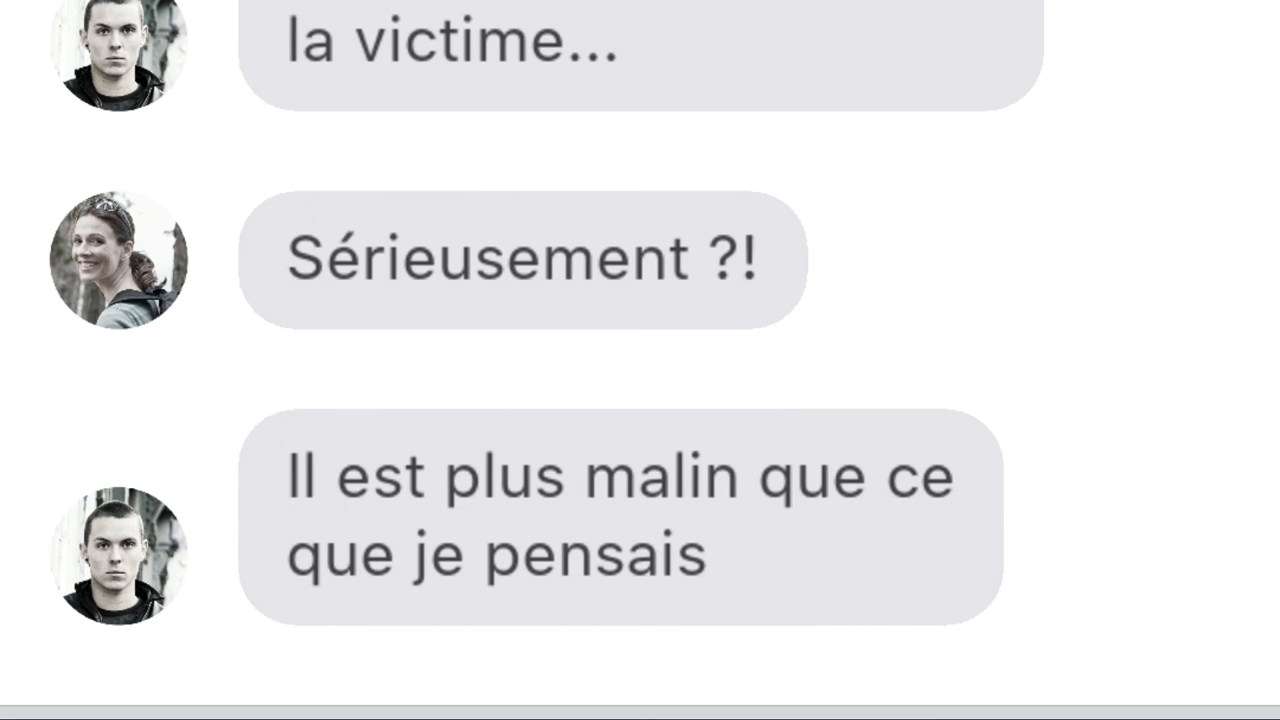 la victime...
Sérieusement ?!
Il est plus malin que ce
que je pensais